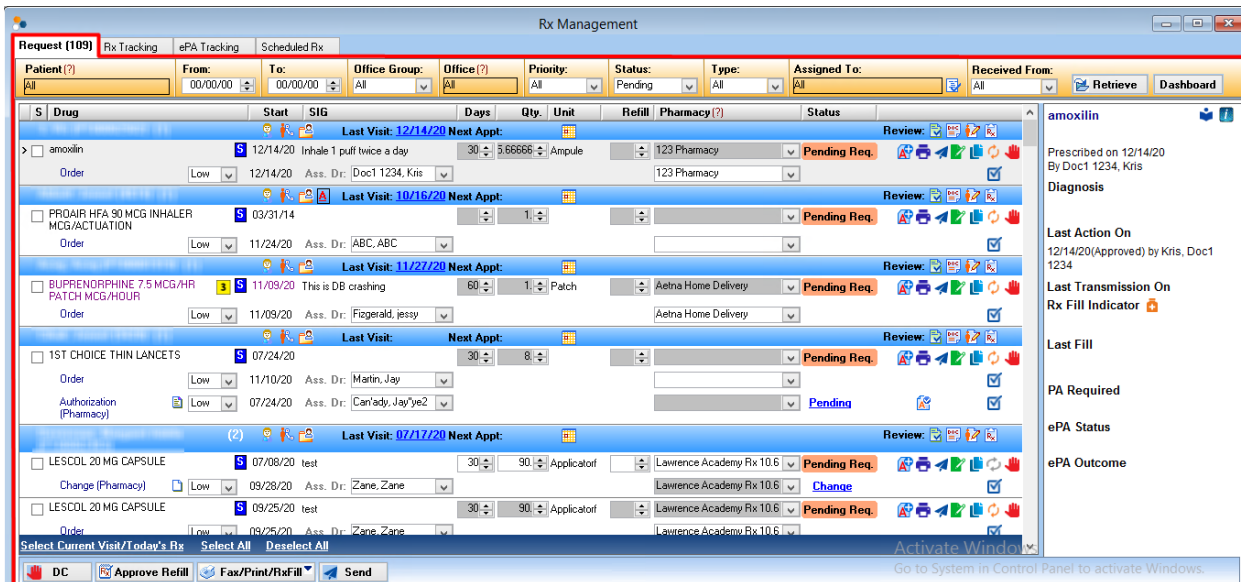 Rx Management
Request (109) Rx Tracking ePA Tracking Scheduled Rx
Patient(?) From: To: Office Group: Office(?) Priority: Status: Type: Assigned To: Received From:
All 00/00/00 00/00/00 All All All Pending All All All Retrieve Dashboard
S Drug Start SIG Days Qty. Unit Refill Pharmacy(?) Status
Last Visit: 12/14/20 Next Appt: Review:
amoxilin S 12/14/20 Inhale 1 puff twice a day 30 5.66666 Ampule 123 Pharmacy Pending Req.
Order Low 12/14/20 Ass. Dr: Doc1 1234, Kris 123 Pharmacy
A Last Visit: 10/16/20 Next Appt: Review:
PROAIR HFA 90 MCG INHALER S 03/31/14 1. Pending Req.
MCG/ACTUATION
Order Low 11/24/20 Ass. Dr: ABC, ABC
Last Visit: 11/27/20 Next Appt: Review:
BUPRENORPHINE 7.5 MCG/HR 3 S 11/09/20 This is DB crashing 60 1. Patch Aetna Home Delivery Pending Req.
PATCH MCG/HOUR
Order Low 11/09/20 Ass. Dr: Fizgerald, jessy Aetna Home Delivery
Last Visit: Next Appt: Review:
1ST CHOICE THIN LANCETS S 07/24/20 30 8. Pending Req.
Order Low 11/10/20 Ass. Dr: Martin, Jay
Authorization Low 07/24/20 Ass. Dr: Can'ady, Jay"ye2 Pending
(Pharmacy)
(2) Last Visit: 07/17/20 Next Appt: Review:
LESCOL 20 MG CAPSULE S 07/08/20 test 30 90. Applicatorf Lawrence Academy Rx 10.6 Pending Req.
Change (Pharmacy) Low 09/28/20 Ass. Dr: Zane, Zane Lawrence Academy Rx 10.6 Change
LESCOL 20 MG CAPSULE S 09/25/20 test 30 90. Applicatorf Lawrence Academy Rx 10.6 Pending Req.
Order Low 09/25/20 Ass. Dr: Zane, Zane Lawrence Academy Rx 10.6
Select Current Visit/Today's Rx Select All Deselect All
DC Approve Refill Fax/Print/RxFill Send
amoxilin
Prescribed on 12/14/20
By Doc1 1234, Kris
Diagnosis
Last Action On
12/14/20(Approved) by Kris, Doc1
1234
Last Transmission On
Rx Fill Indicator
Last Fill
PA Required
ePA Status
ePA Outcome
Activate Windows
Go to System in Control Panel to activate Windows.